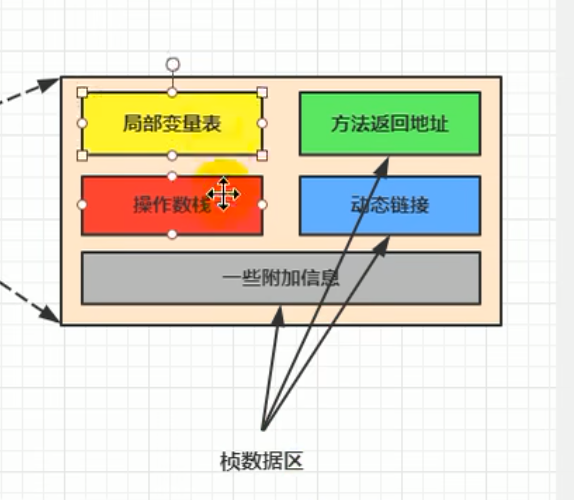 局部变量表
方法返回地址
操作数栈
动态链接
一些附加信息
桢数据区